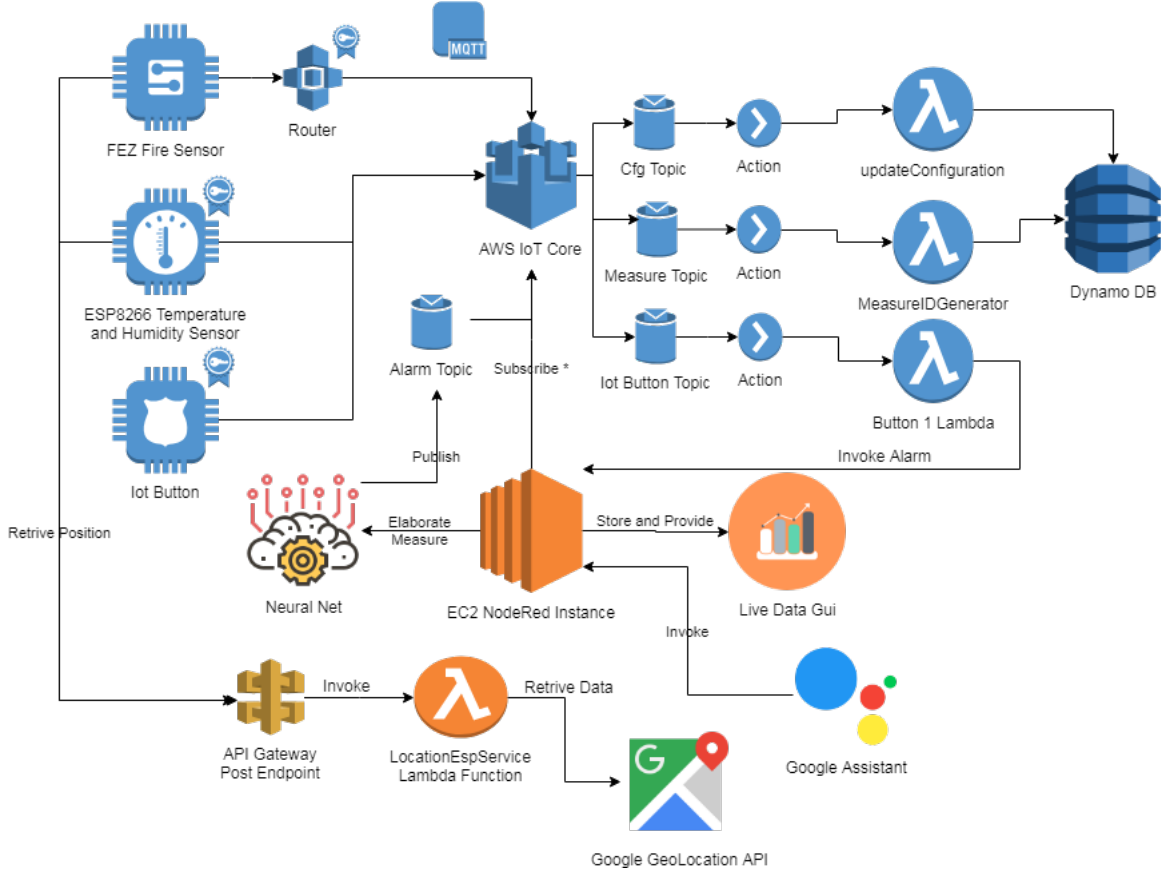 MQTT
FEZ Fire Sensor
Router
Cfg Topic
Action
updateConfiguration
AWS IoT Core
Measure Topic
Action
MeasureIDGenerator
Dynamo DB
ESP8266 Temperature
and Humidity Sensor
Alarm Topic
Subscribe *
Iot Button Topic
Action
Button 1 Lambda
Invoke Alarm
Publish
Iot Button
Retrive Position
Elaborate
Measure
Store and Provide
Neural Net
EC2 NodeRed Instance
Live Data Gui
Invoke
Invoke
Retrive Data
API Gateway
Post Endpoint
LocationEspService
Lambda Function
G
Google Assistant
Google GeoLocation API